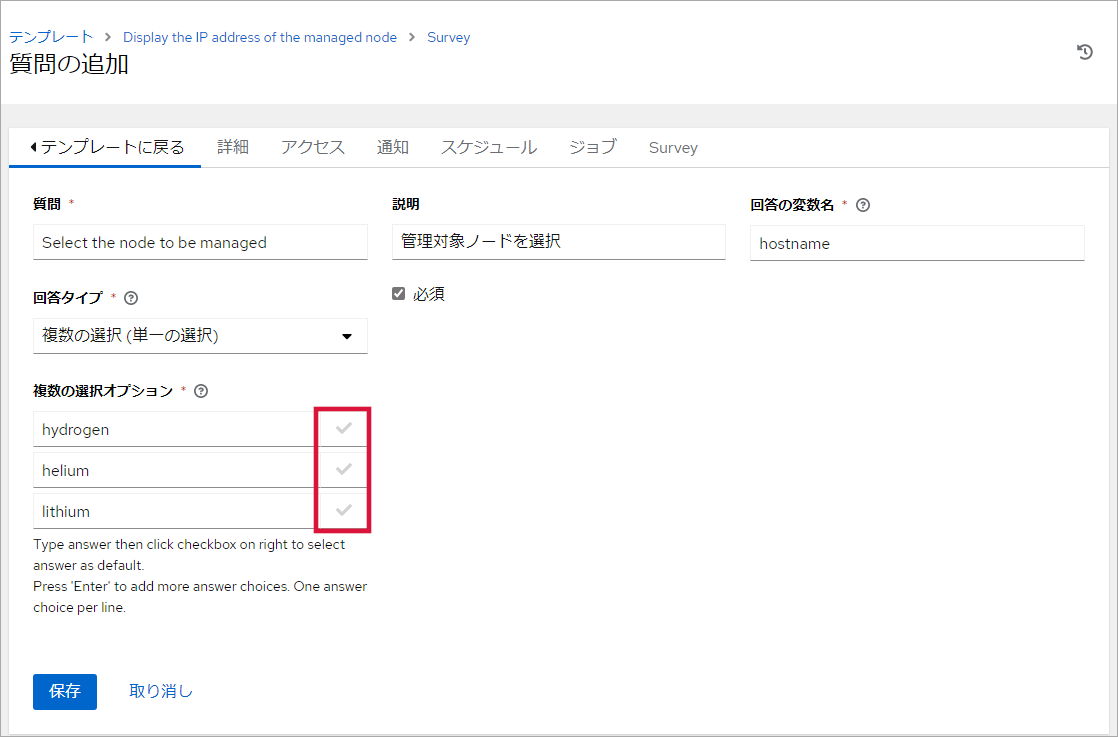 テンプレート > Display the IP address of the managed node > Survey
質問の追加
テンプレートに戻る 詳細 アクセス 通知 スケジュール ジョブ Survey
質問 * 説明 回答の変数名 * ?
Select the node to be managed 管理対象ノードを選択 hostname
回答タイプ * ? 必須
複数の選択 (単一の選択)
複数の選択オプション * ?
hydrogen
helium
lithium
Type answer then click checkbox on right to select
answer as default.
Press 'Enter' to add more answer choices. One answer
choice per line.
保存 取り消し